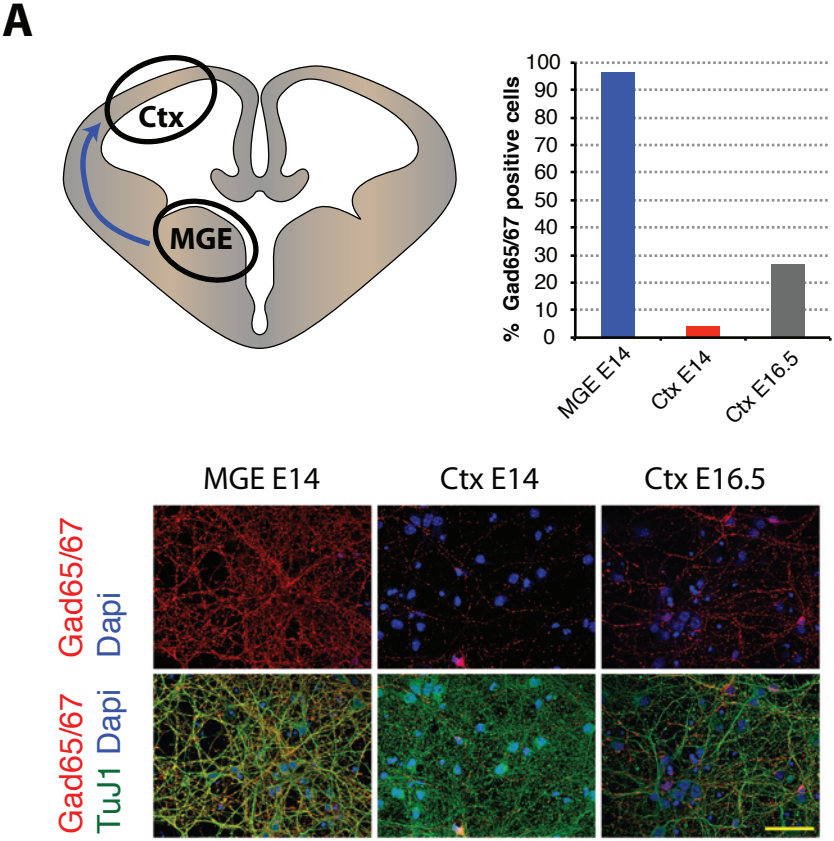 A
Ctx
MGE
% Gad65/67 positive cells
100
90
80
70
60
50
40
30
20
10
0
MGE E14
Ctx E14
Ctx E16.5
MGE E14
Ctx E14
Ctx E16.5
Gad65/67
Dapi
Gad65/67
TuJ1 Dapi